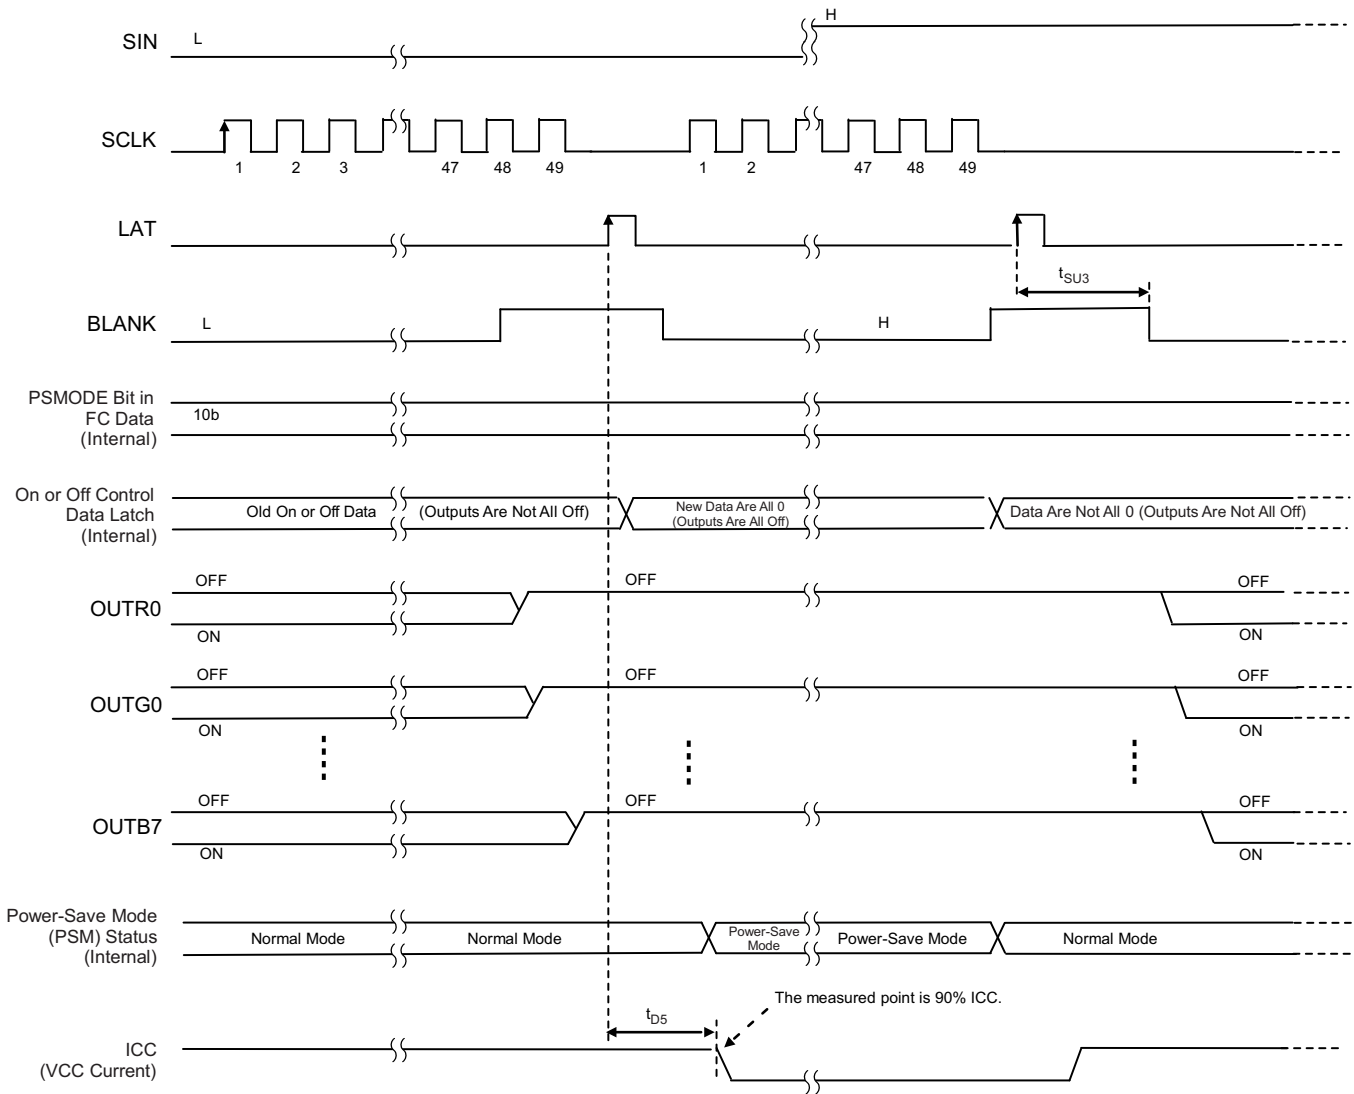 H
SIN
L
SCLK
1 2 3 47 48 49 1 2 47 48 49
LAT
tSU3
BLANK
L
H
PSMODE Bit in
FC Data
(Internal)
10b
On or Off Control
Data Latch
(Internal)
Old On or Off Data
(Outputs Are Not All Off)
New Data Are All 0
(Outputs Are All Off)
Data Are Not All 0 (Outputs Are Not All Off)
OFF OFF OFF
OUTR0
ON ON
OFF OFF OFF
OUTG0
ON ON
OFF OFF OFF
OUTB7
ON ON
Power-Save Mode
(PSM) Status
(Internal)
Normal Mode
Normal Mode
Power-Save
Mode
Power-Save Mode
Normal Mode
The measured point is 90% ICC.
tD5
ICC
(VCC Current)